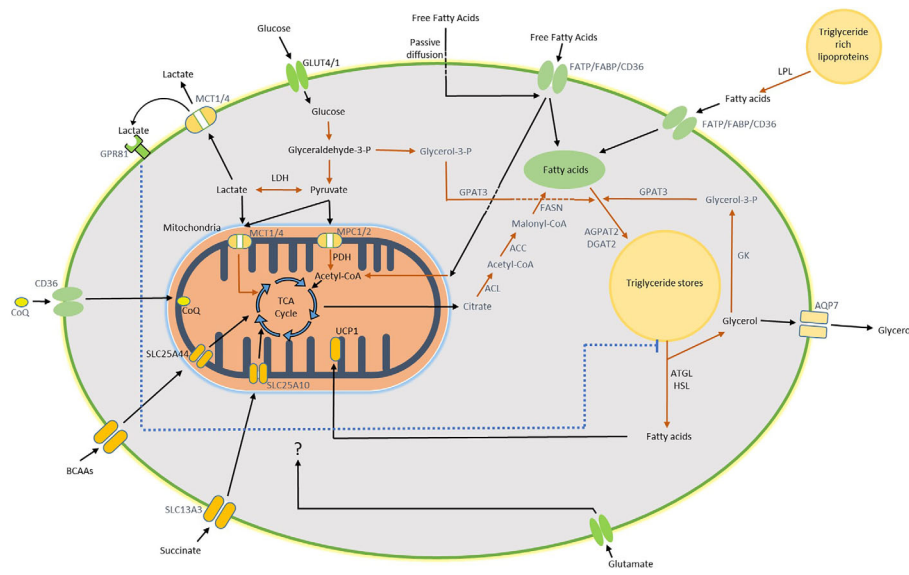 Free Fatty Acids
Glucose
Passive
diffusion
Free Fatty Acids
Triglyceride
rich
lipoproteins
GLUT4/1
FATP/FABP/CD36
LPL
Lactate
MCT1/4
Fatty acids
Glucose
FATP/FABP/CD36
Lactate
GPR81
Glyceraldehyde-3-P
Glycerol-3-P
Fatty acids
LDH
Lactate
Pyruvate
GPAT3
GPAT3
Glycerol-3-P
FASN
Malonyl-CoA
Mitochondria
MCT1/4
MPC1/2
AGPAT2
DGAT2
PDH
ACC
Acetyl-CoA
GK
Acetyl-CoA
CD36
ACL
Triglyceride stores
CoQ
CoQ
TCA
Cycle
Citrate
AQP7
Glycerol
Glycero
UCP1
SLC25A44
SLC25A10
ATGL
HSL
Fatty acids
?
BCAAs
SLC13A3
Succinate
Glutamate